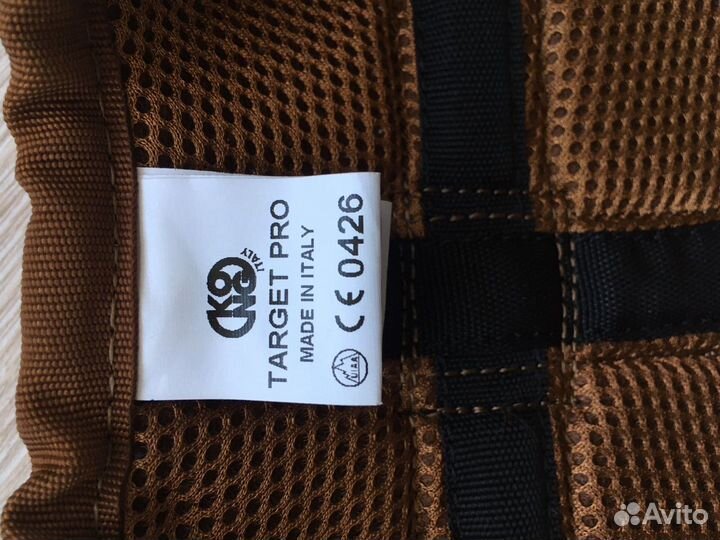 KONG
ITALY
TARGET PRO
MADE IN ITALY
CE 0426
UIAA
Avito